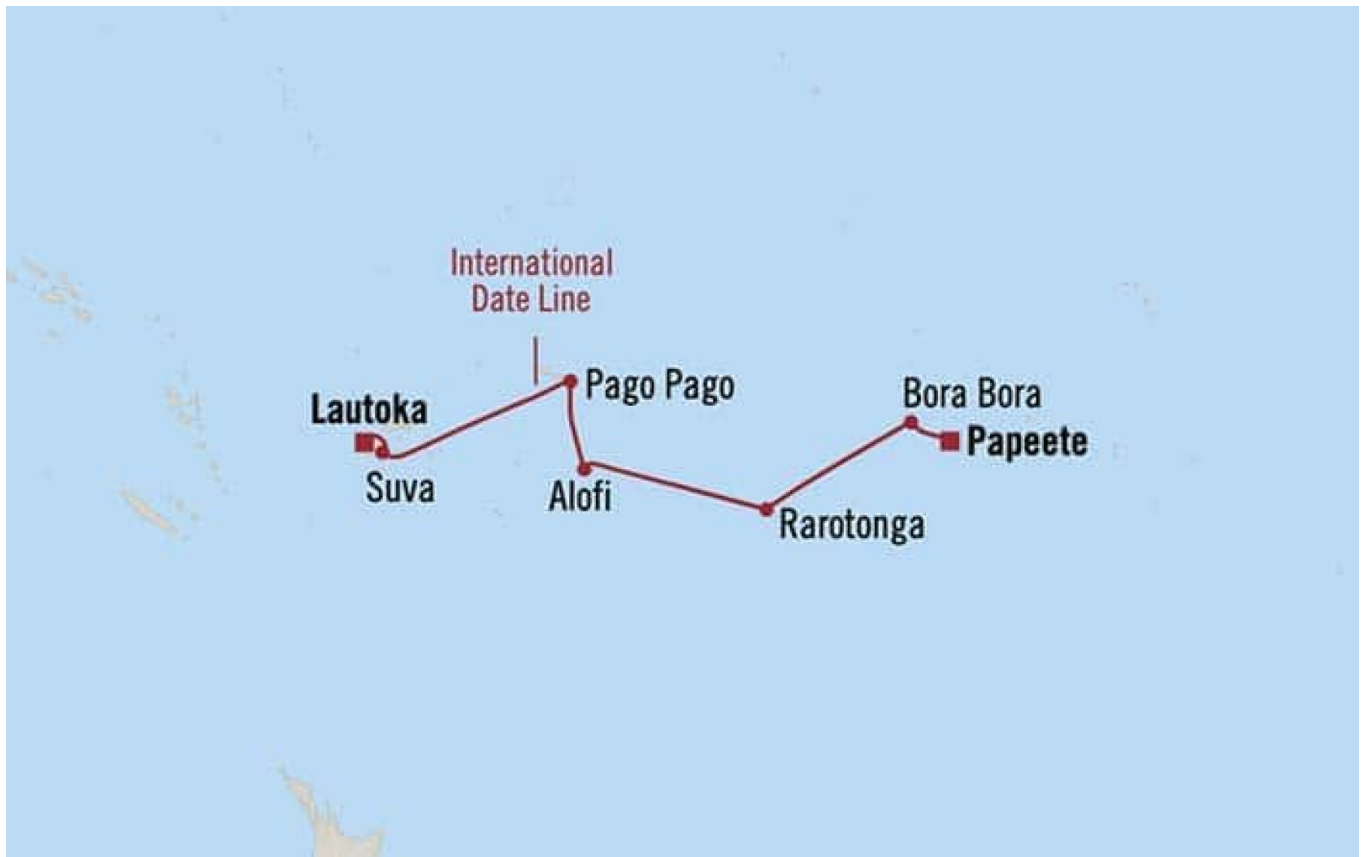 International
Date Line
Pago Pago
Bora Bora
Lautoka
Papeete
Suva
Alofi
Rarotonga